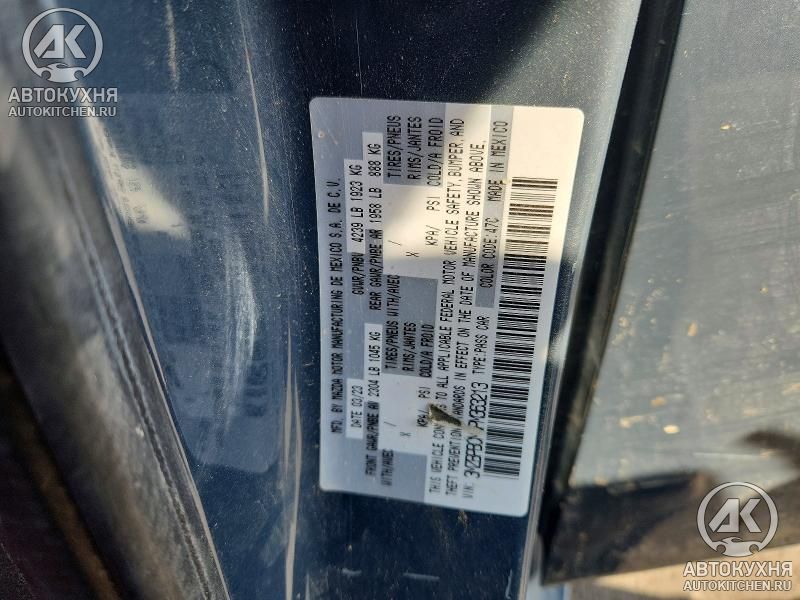 АК
АВТОКУХНЯ
AUTOKITCHEN.RU
MFD. BY MAZDA MOTOR MANUFACTURING DE MEXICO S.A. DE C.V.
DATE 03/23 GVWR/PNBV 4239 LB 1923 KG
FRONT GAWR/PNBE AV 2304 LB 1045 KG REAR GAWR/PNBE AR 1958 LB 888 KG
WITH/AVEC TIRES/PNEUS WITH/AVEC TIRES/PNEUS
/ RIMS/JANTES / RIMS/JANTES
X X
KPA/ PSI COLD/A FROID KPA/ PSI COLD/A FROID
THIS VEHICLE TO ALL APPLICABLE FEDERAL MOTOR VEHICLE SAFETY, BUMPER, AND
THEFT PREVENTION STANDARDS IN EFFECT ON THE DATE OF MANUFACTURE SHOWN ABOVE.
VIN: TYPE:PASS CAR COLOR CODE:47C MADE IN MEXICO
АК
АВТОКУХНЯ
AUTOKITCHEN.RU